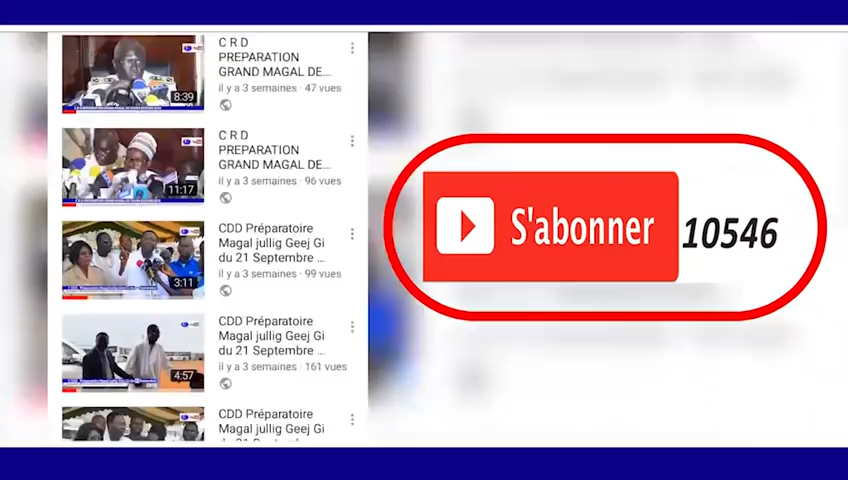 C R D
PREPARATION
GRAND MAGAL DE...
il y a 3 semaines · 47 vues
8:39
C R D
PREPARATION
GRAND MAGAL DE...
il y a 3 semaines · 96 vues
11:17
CDD Préparatoire
Magal jullig Geej Gi
du 21 Septembre ...
il y a 3 semaines · 99 vues
3:11
CDD Préparatoire
Magal jullig Geej Gi
du 21 Septembre ...
il y a 3 semaines · 161 vues
4:57
CDD Préparatoire
Magal jullig Geej Gi
S'abonner
10546